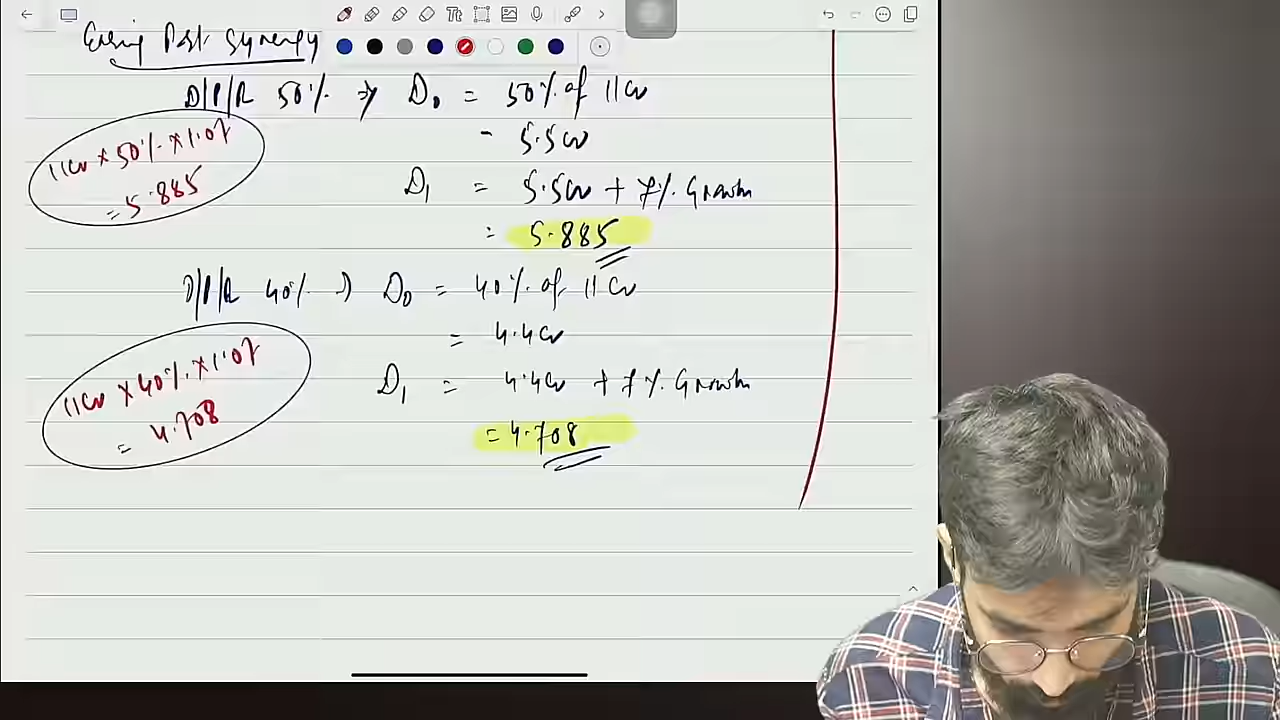 Post Synergy
D/P/R 50% ⇒ D₀ = 50% of 11Cr
= 5.5Cr
11Cr × 50% × 1.07
= 5.885
D₁ = 5.5Cr + 7% Growth
= 5.885
D/P/R 40% ⇒ D₀ = 40% of 11Cr
= 4.4Cr
11Cr × 40% × 1.07
= 4.708
D₁ = 4.4Cr + 7% Growth
= 4.708